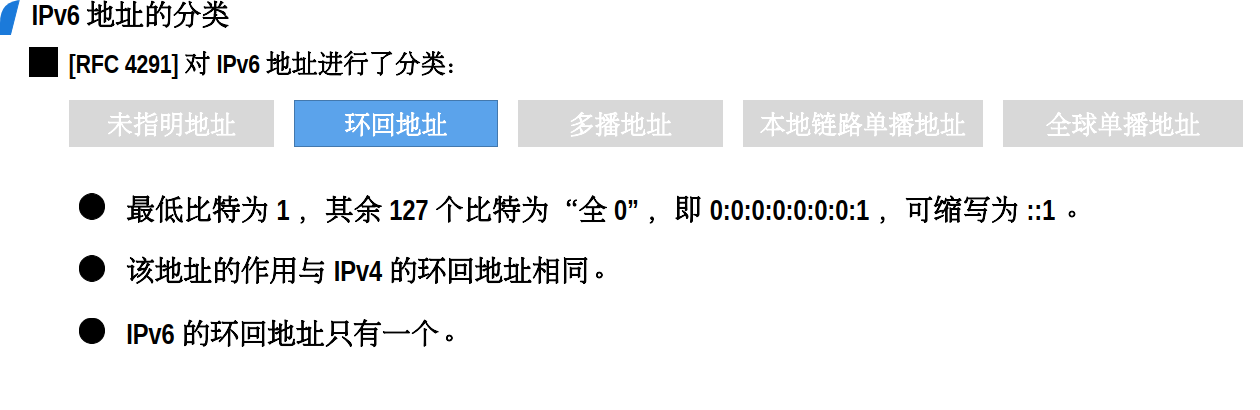 IPv6 地址的分类
[RFC 4291] 对 IPv6 地址进行了分类：
未指明地址 环回地址 多播地址 本地链路单播地址 全球单播地址
最低比特为 1 ，其余 127 个比特为“全 0”，即 0:0:0:0:0:0:0:1 ，可缩写为 ::1 。
该地址的作用与 IPv4 的环回地址相同。
IPv6 的环回地址只有一个。